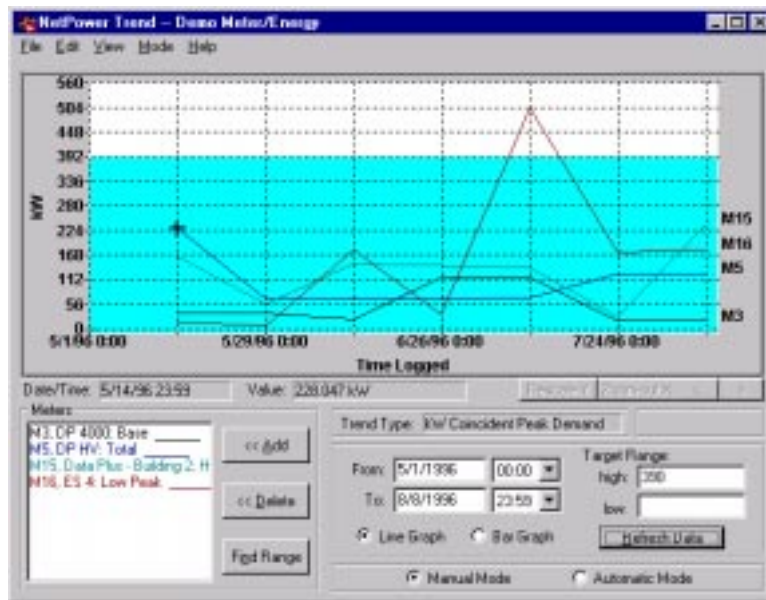 NetPower Trend -- Demo Meter/Energy
File Edit View Mode Help
560
504
448
392
336
280
224
168
112
56
0
kW
M15
M16
M5
M3
5/1/96 0:00 5/29/96 0:00 6/26/96 0:00 7/24/96 0:00
Time Logged
Date/Time: 5/14/96 23:59 Value: 228.047 kW
Meters
M3, DP 4000: Base
M5, DP HV: Total
M15, Data Plus - Building 2: H
M16, ES 4: Low Peak
<< Add
<< Delete
Find Range
Trend Type: kW Coincident Peak Demand
From: 5/1/1996 00:00
To: 8/8/1996 23:59
Target Range:
high: 390
low:
Line Graph Bar Graph
Refresh Data
Manual Mode Automatic Mode